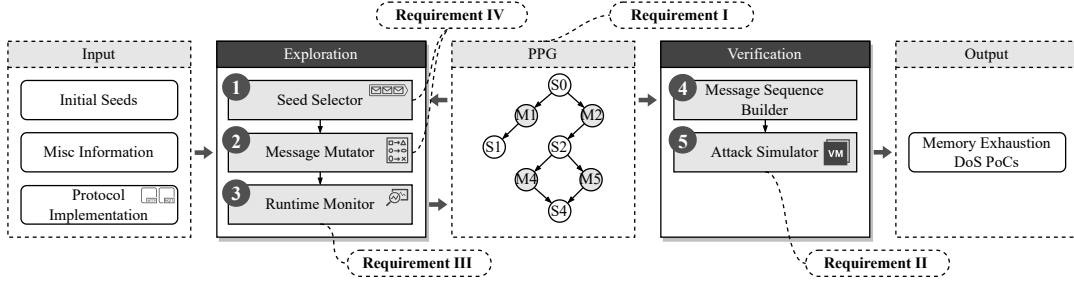 Requirement IV
Requirement I
Input
Exploration
PPG
Verification
Output
Initial Seeds
Misc Information
Protocol
Implementation
1
Seed Selector
2
Message Mutator
3
Runtime Monitor
S0
M1
M2
S1
S2
M4
M5
S4
4
Message Sequence
Builder
5
Attack Simulator
VM
Memory Exhaustion
DoS PoCs
Requirement III
Requirement II